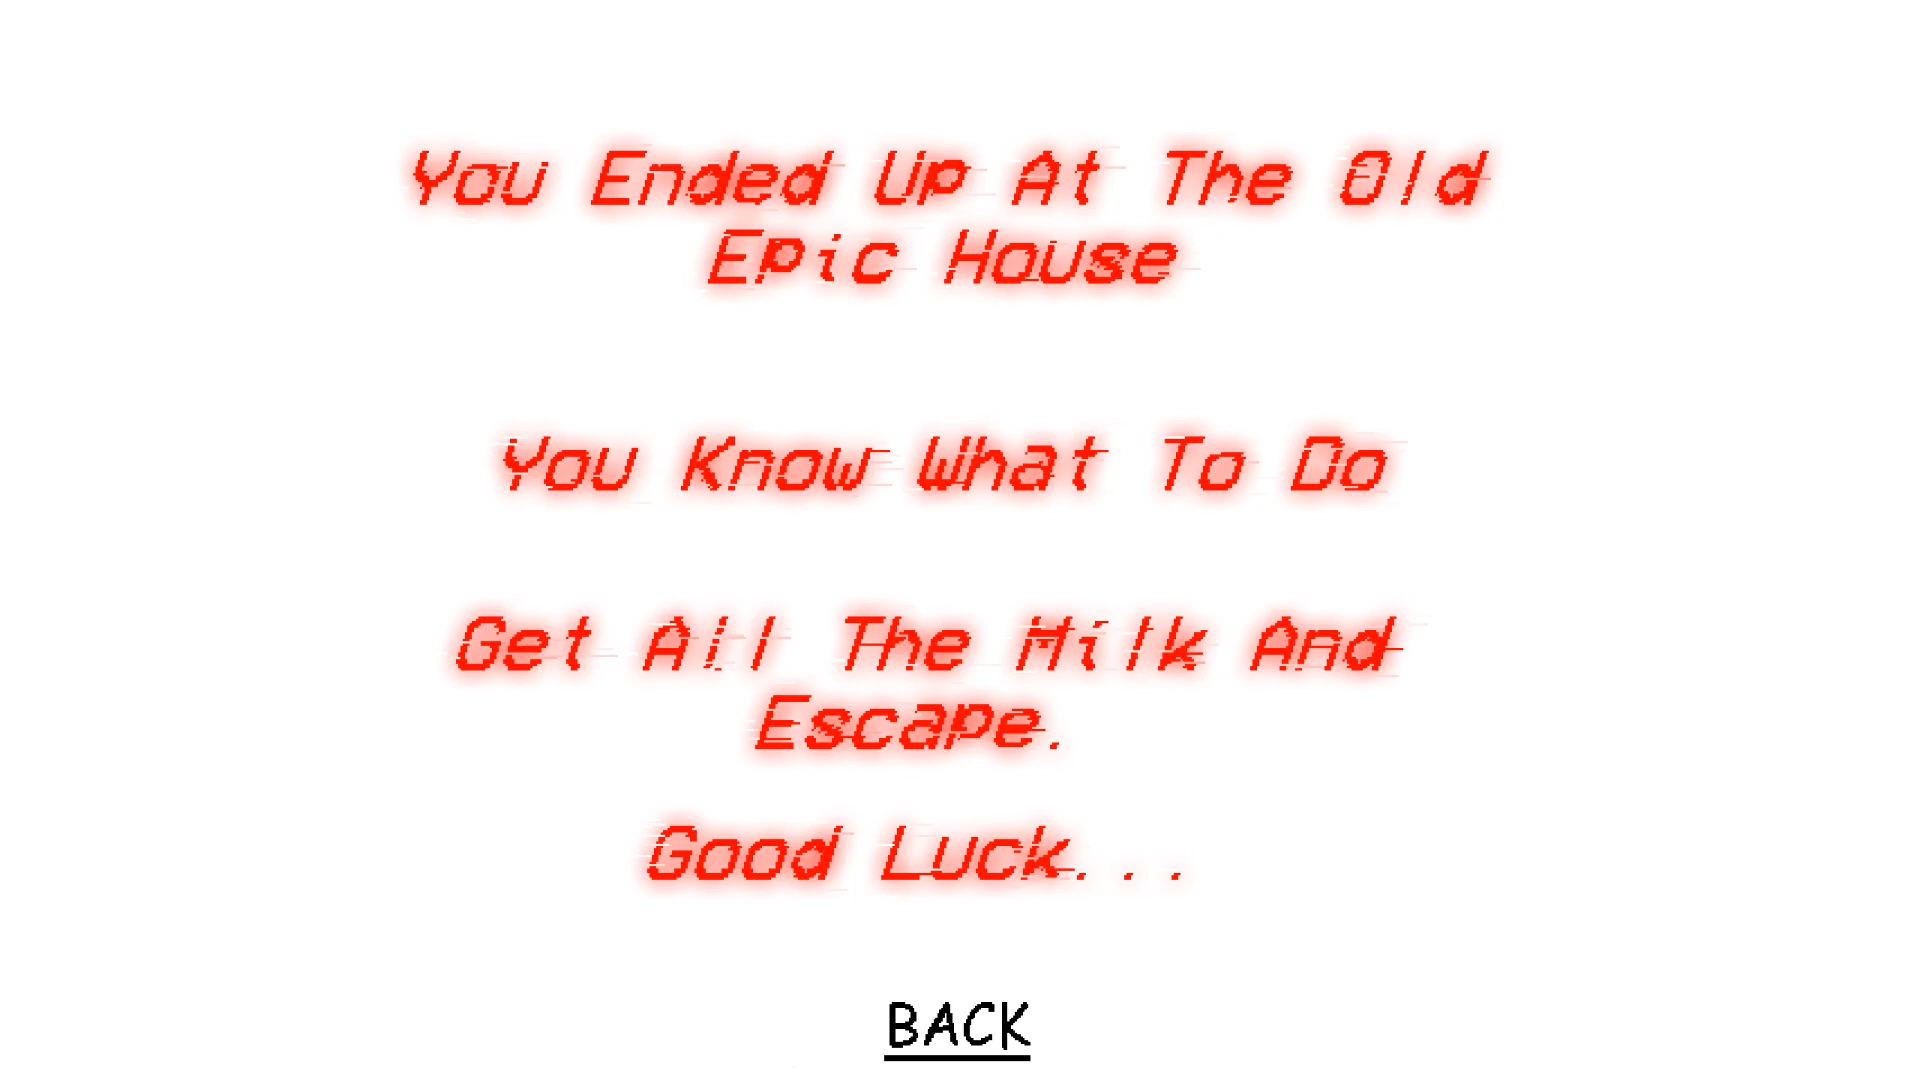 You Ended Up At The Old
Epic House
You Know What To Do
Get All The Milk And
Escape.
Good Luck...
BACK